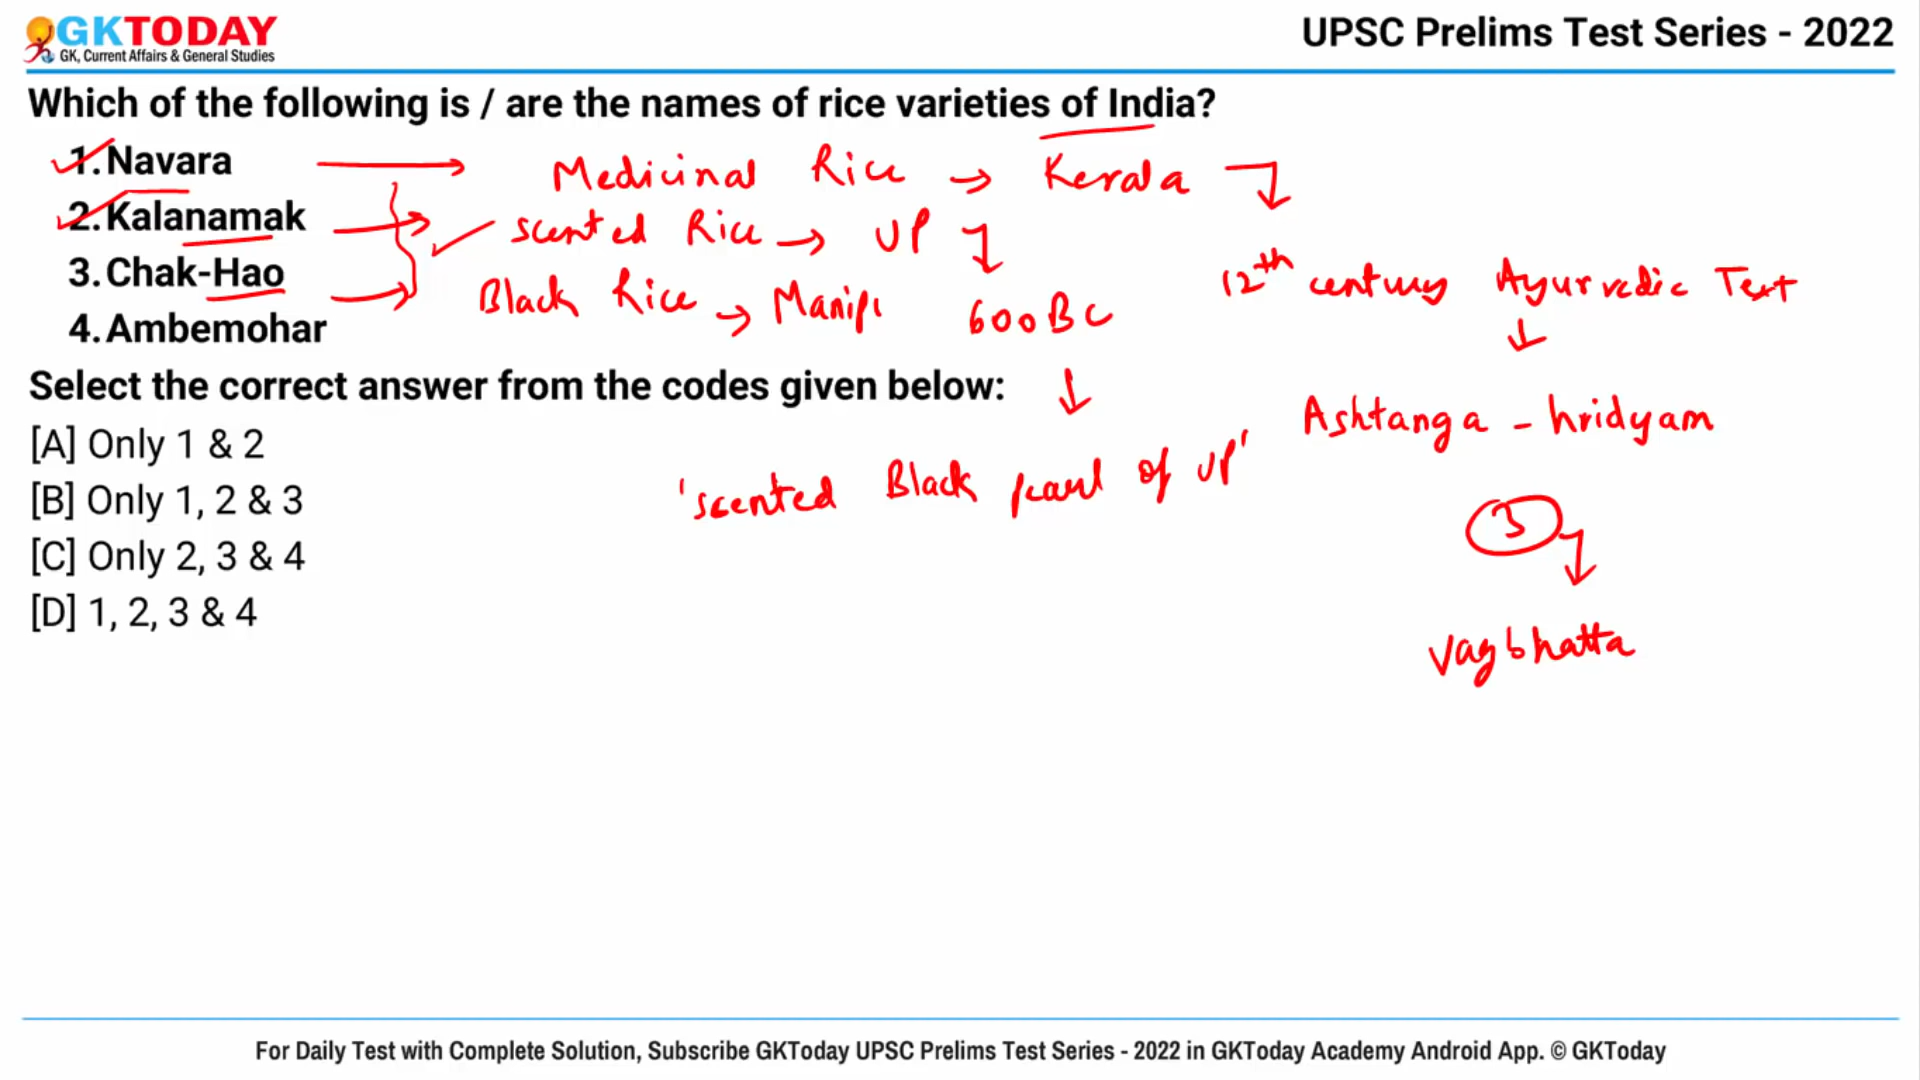 GKTODAY
GK, Current Affairs & General Studies
UPSC Prelims Test Series - 2022
Which of the following is / are the names of rice varieties of India?
1. Navara → Medicinal Rice → Kerala
2. Kalanamak → scented Rice → UP
3. Chak-Hao → Black Rice → Manip
600 BC
12th century Ayurvedic Text
4. Ambemohar
Select the correct answer from the codes given below:
Ashtanga - hridyam
[A] Only 1 & 2
'scented Black pearl of UP'
[B] Only 1, 2 & 3
3
[C] Only 2, 3 & 4
[D] 1, 2, 3 & 4
Vagbhatta
For Daily Test with Complete Solution, Subscribe GKToday UPSC Prelims Test Series - 2022 in GKToday Academy Android App. © GKToday